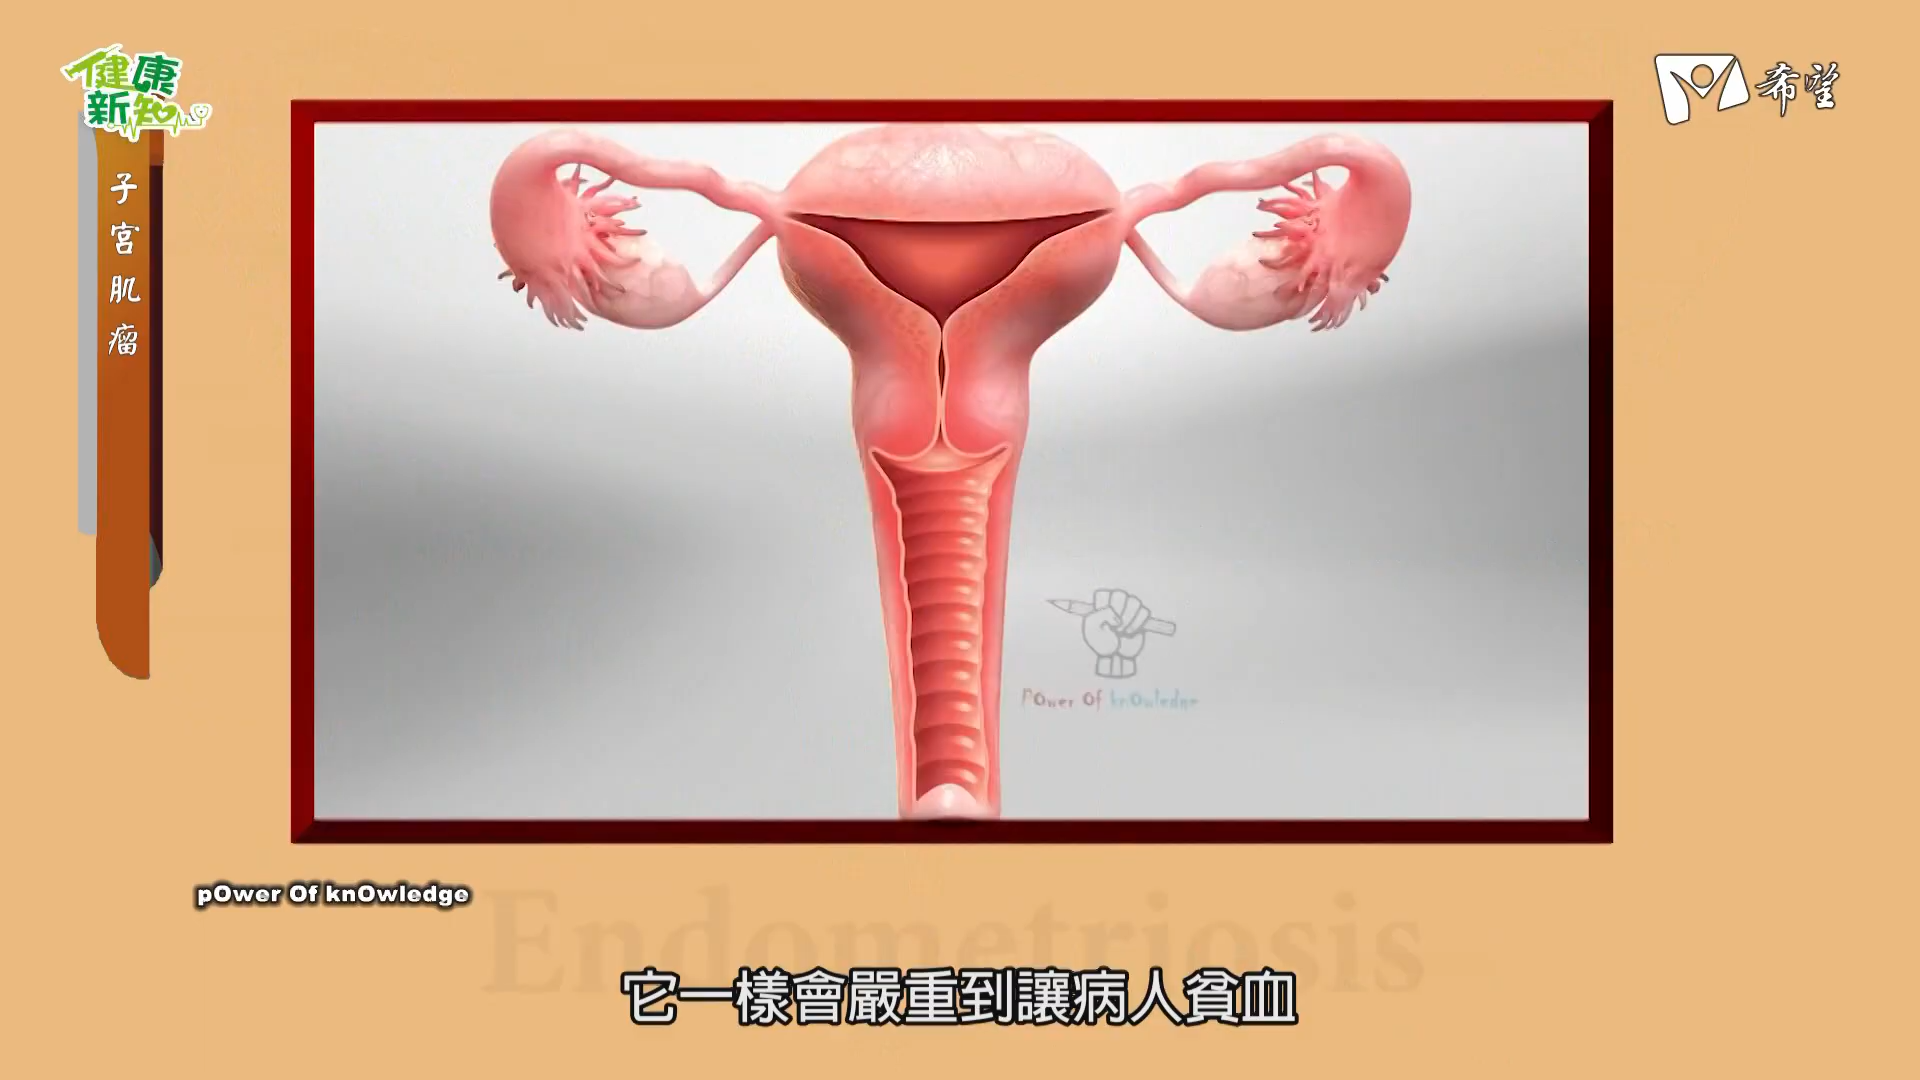 健康
新知
希望
子宮肌瘤
pOwer Of knOwledge
pOwer Of knOwledge
Endometriosis
它一樣會嚴重到讓病人貧血